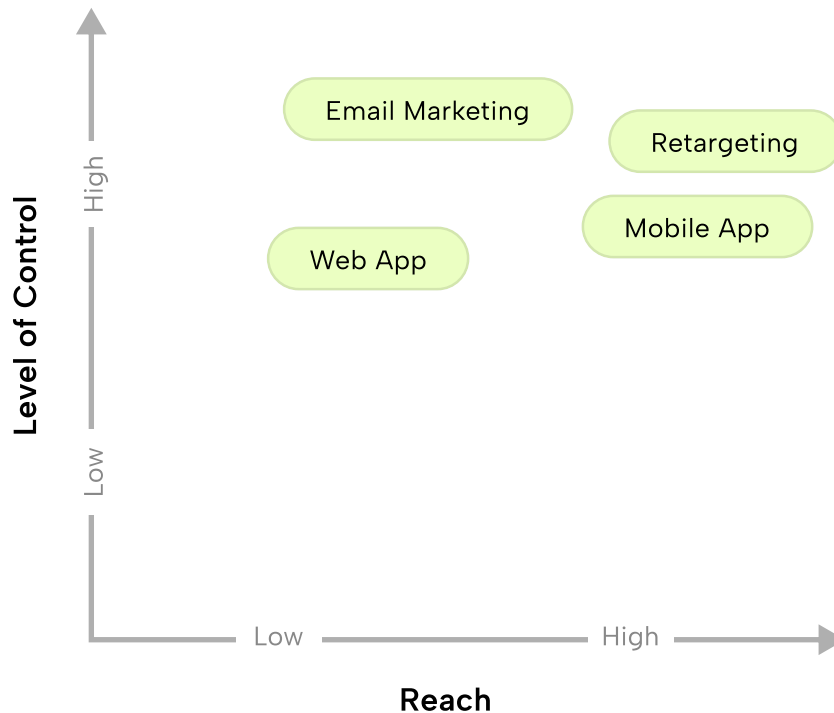 Email Marketing
Retargeting
Mobile App
Web App
High
Level of Control
Low
Low
High
Reach